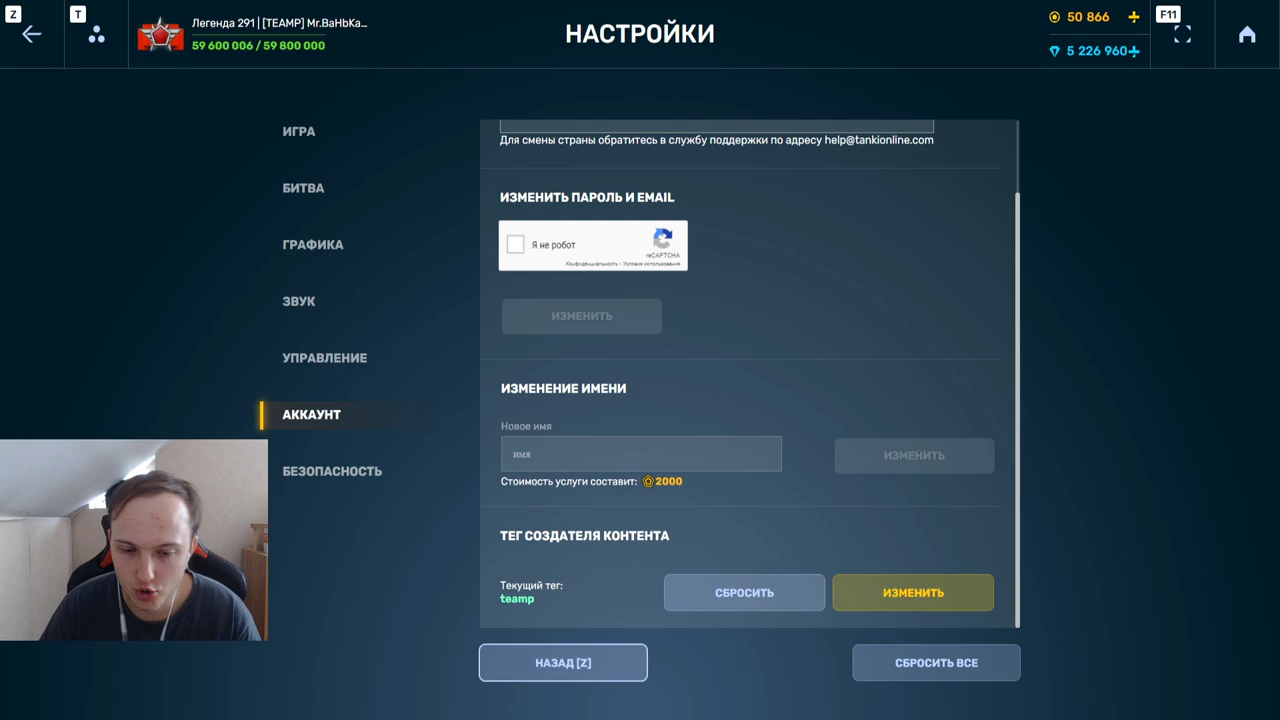 Z
T
Легенда 291 | [TEAMP] Mr.BaHbKa...
59 600 006 / 59 800 000
НАСТРОЙКИ
50 866
5 226 960
F11
ИГРА
БИТВА
ГРАФИКА
ЗВУК
УПРАВЛЕНИЕ
АККАУНТ
БЕЗОПАСНОСТЬ
Для смены страны обратитесь в службу поддержки по адресу help@tankionline.com
ИЗМЕНИТЬ ПАРОЛЬ И EMAIL
Я не робот
reCAPTCHA
Конфиденциальность - Условия использования
ИЗМЕНИТЬ
ИЗМЕНЕНИЕ ИМЕНИ
Новое имя
имя
ИЗМЕНИТЬ
Стоимость услуги составит: 2000
ТЕГ СОЗДАТЕЛЯ КОНТЕНТА
Текущий тег:
teamp
СБРОСИТЬ
ИЗМЕНИТЬ
НАЗАД [Z]
СБРОСИТЬ ВСЕ